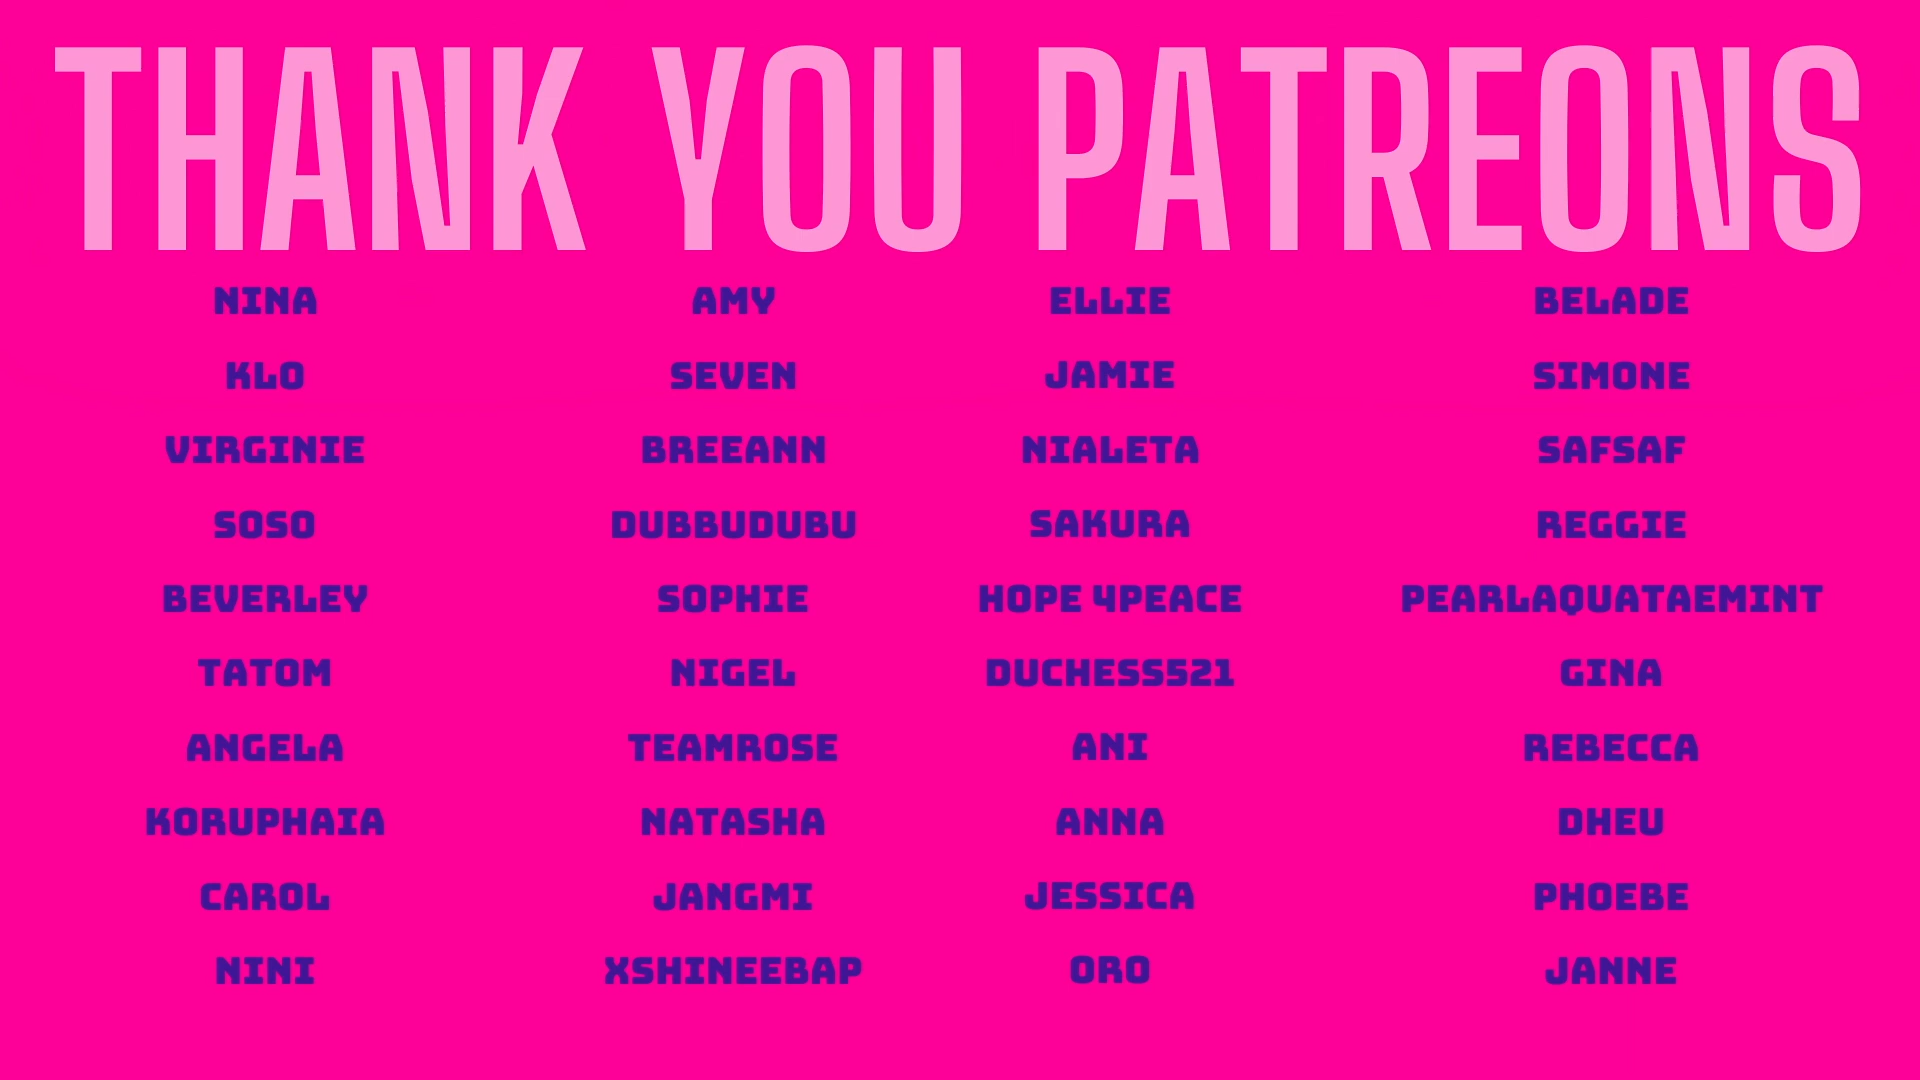 THANK YOU PATREONS
NINA AMY ELLIE BELADE
KLO SEVEN JAMIE SIMONE
VIRGINIE BREEANN NIALETA SAFSAF
SOSO DUBBUDUBU SAKURA REGGIE
BEVERLEY SOPHIE HOPE 4PEACE PEARLAQUATAEMINT
TATOM NIGEL DUCHESS521 GINA
ANGELA TEAMROSE ANI REBECCA
KORUPHAIA NATASHA ANNA DHEU
CAROL JANGMI JESSICA PHOEBE
NINI XSHINEEBAP ORO JANNE